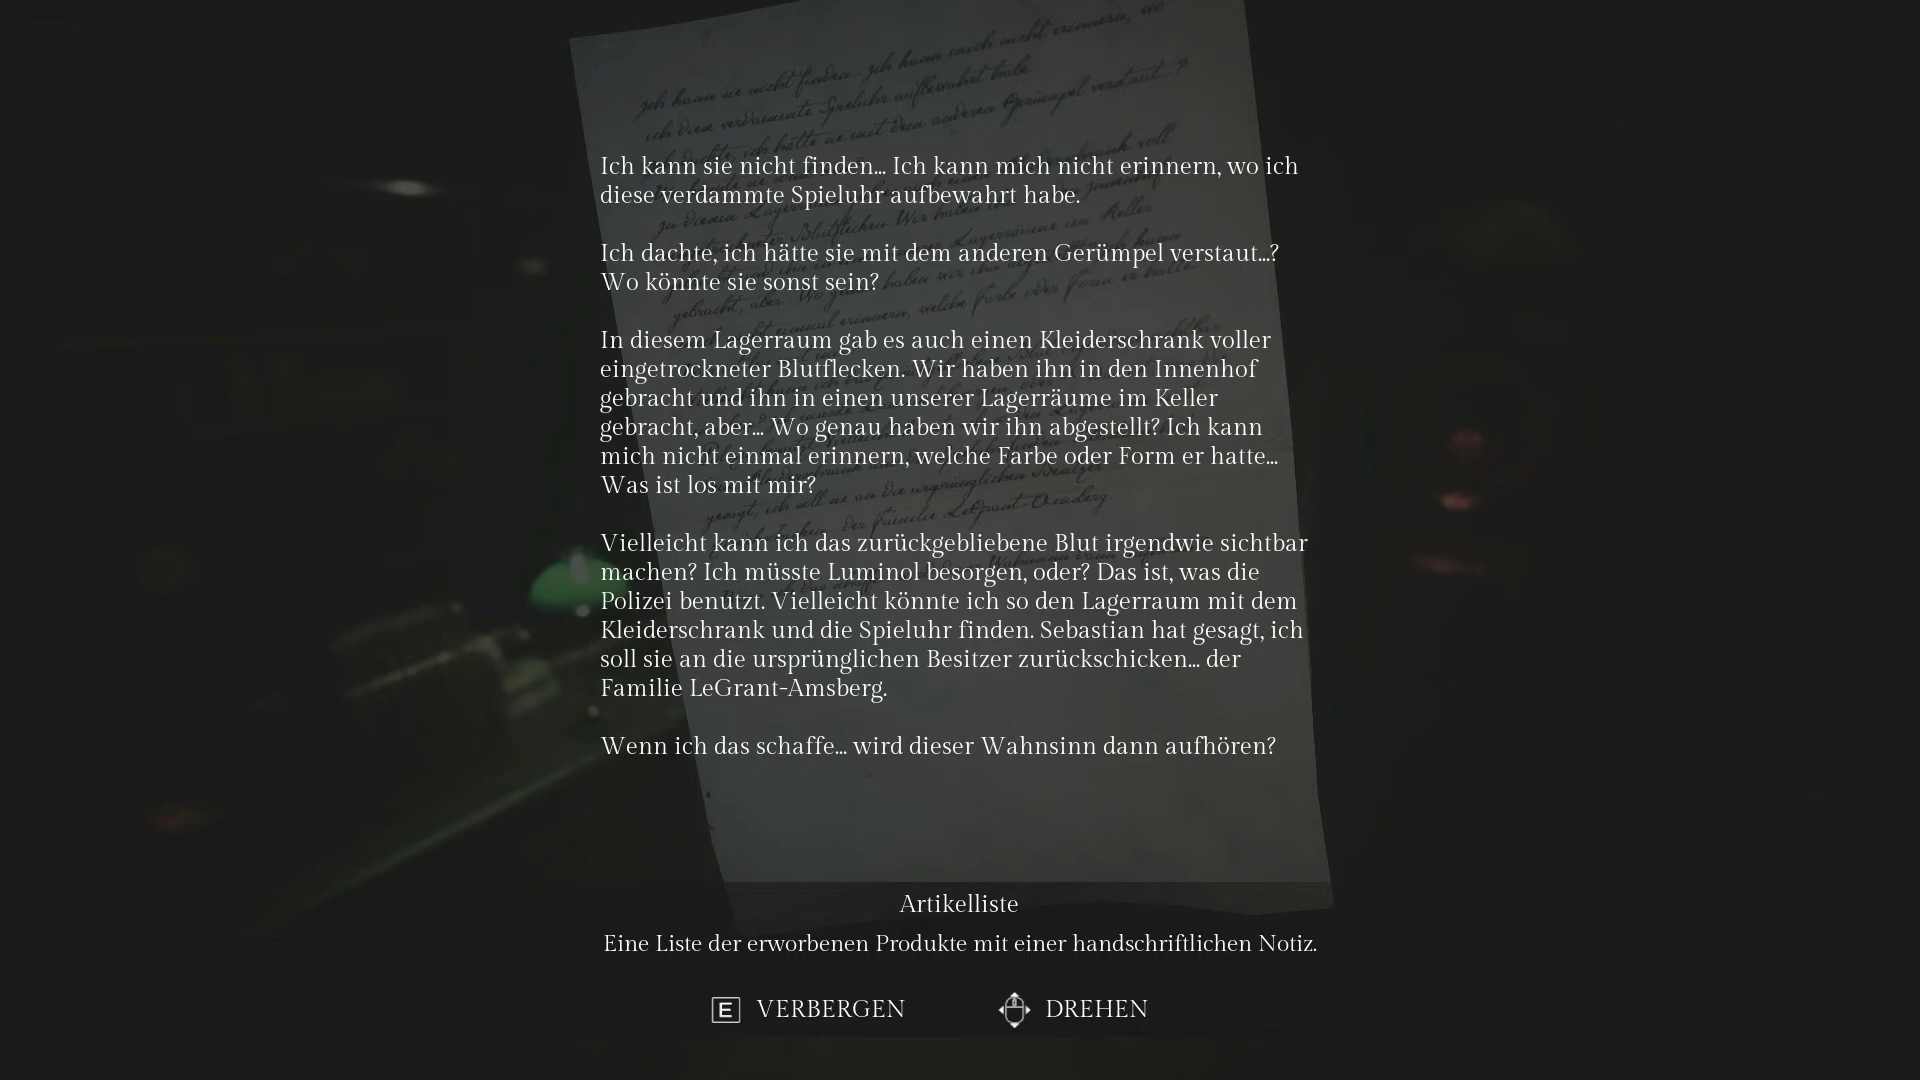 Ich kann sie nicht finden... Ich kann mich nicht erinnern, wo ich
diese verdammte Spieluhr aufbewahrt habe.
Ich dachte, ich hätte sie mit dem anderen Gerümpel verstaut...?
Wo könnte sie sonst sein?
In diesem Lagerraum gab es auch einen Kleiderschrank voller
eingetrockneter Blutflecken. Wir haben ihn in den Innenhof
gebracht und ihn in einen unserer Lagerräume im Keller
gebracht, aber... Wo genau haben wir ihn abgestellt? Ich kann
mich nicht einmal erinnern, welche Farbe oder Form er hatte...
Was ist los mit mir?
Vielleicht kann ich das zurückgebliebene Blut irgendwie sichtbar
machen? Ich müsste Luminol besorgen, oder? Das ist, was die
Polizei benutzt. Vielleicht könnte ich so den Lagerraum mit dem
Kleiderschrank und die Spieluhr finden. Sebastian hat gesagt, ich
soll sie an die ursprünglichen Besitzer zurückschicken... der
Familie LeGrant-Amsberg.
Wenn ich das schaffe... wird dieser Wahnsinn dann aufhören?
Artikelliste
Eine Liste der erworbenen Produkte mit einer handschriftlichen Notiz.
E VERBERGEN DREHEN